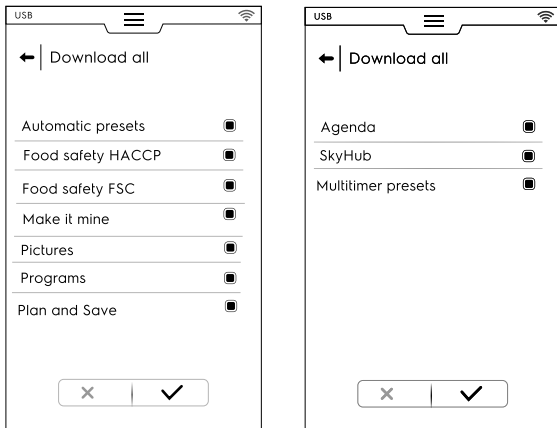 USB
Download all
Automatic presets
Food safety HACCP
Food safety FSC
Make it mine
Pictures
Programs
Plan and Save
USB
Download all
Agenda
SkyHub
Multitimer presets